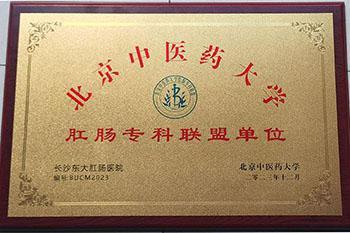 北京中医药大学
肛肠专科联盟单位
长沙东大肛肠医院
编号:BUCM2023
北京中医药大学
二〇二三年十二月